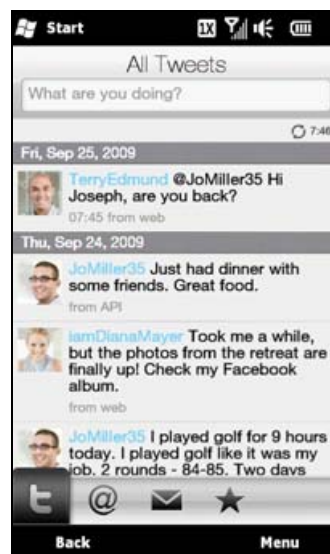 Start 1X
All Tweets
What are you doing?
7:46
Fri, Sep 25, 2009
TerryEdmund @JoMiller35 Hi
Joseph, are you back?
07:45 from web
Thu, Sep 24, 2009
JoMiller35 Just had dinner with
some friends. Great food.
from API
iamDianaMayer Took me a while,
but the photos from the retreat are
finally up! Check my Facebook
album.
from web
JoMiller35 I played golf for 9 hours
today. I played golf like it was my
job. 2 rounds - 84-85. Two days
t @
Back Menu